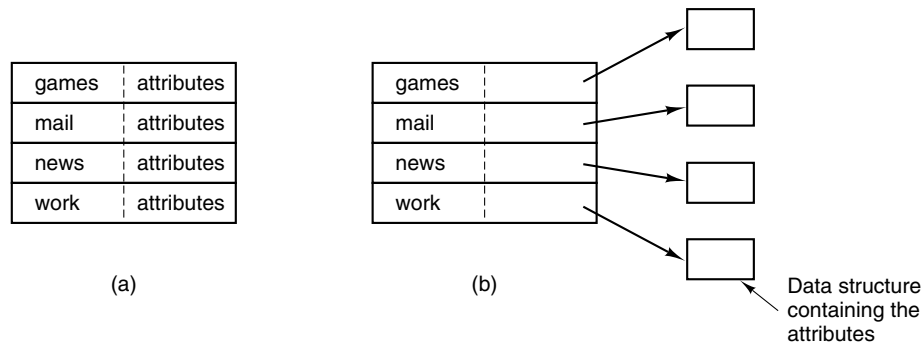 games attributes
mail attributes
news attributes
work attributes
(a)
games
mail
news
work
(b)
Data structure
containing the
attributes